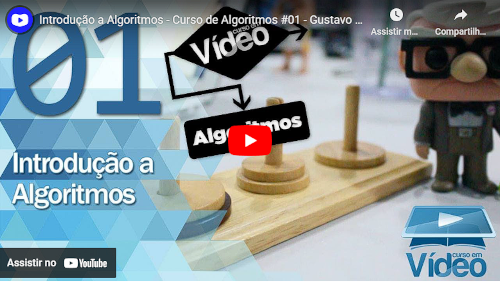 Introdução a Algoritmos - Curso de Algoritmos #01 - Gustavo ...
Assistir m...
Compartilh...
01
curso em
Vídeo
Algoritmos
Introdução a
Algoritmos
Assistir no YouTube
curso em
Vídeo